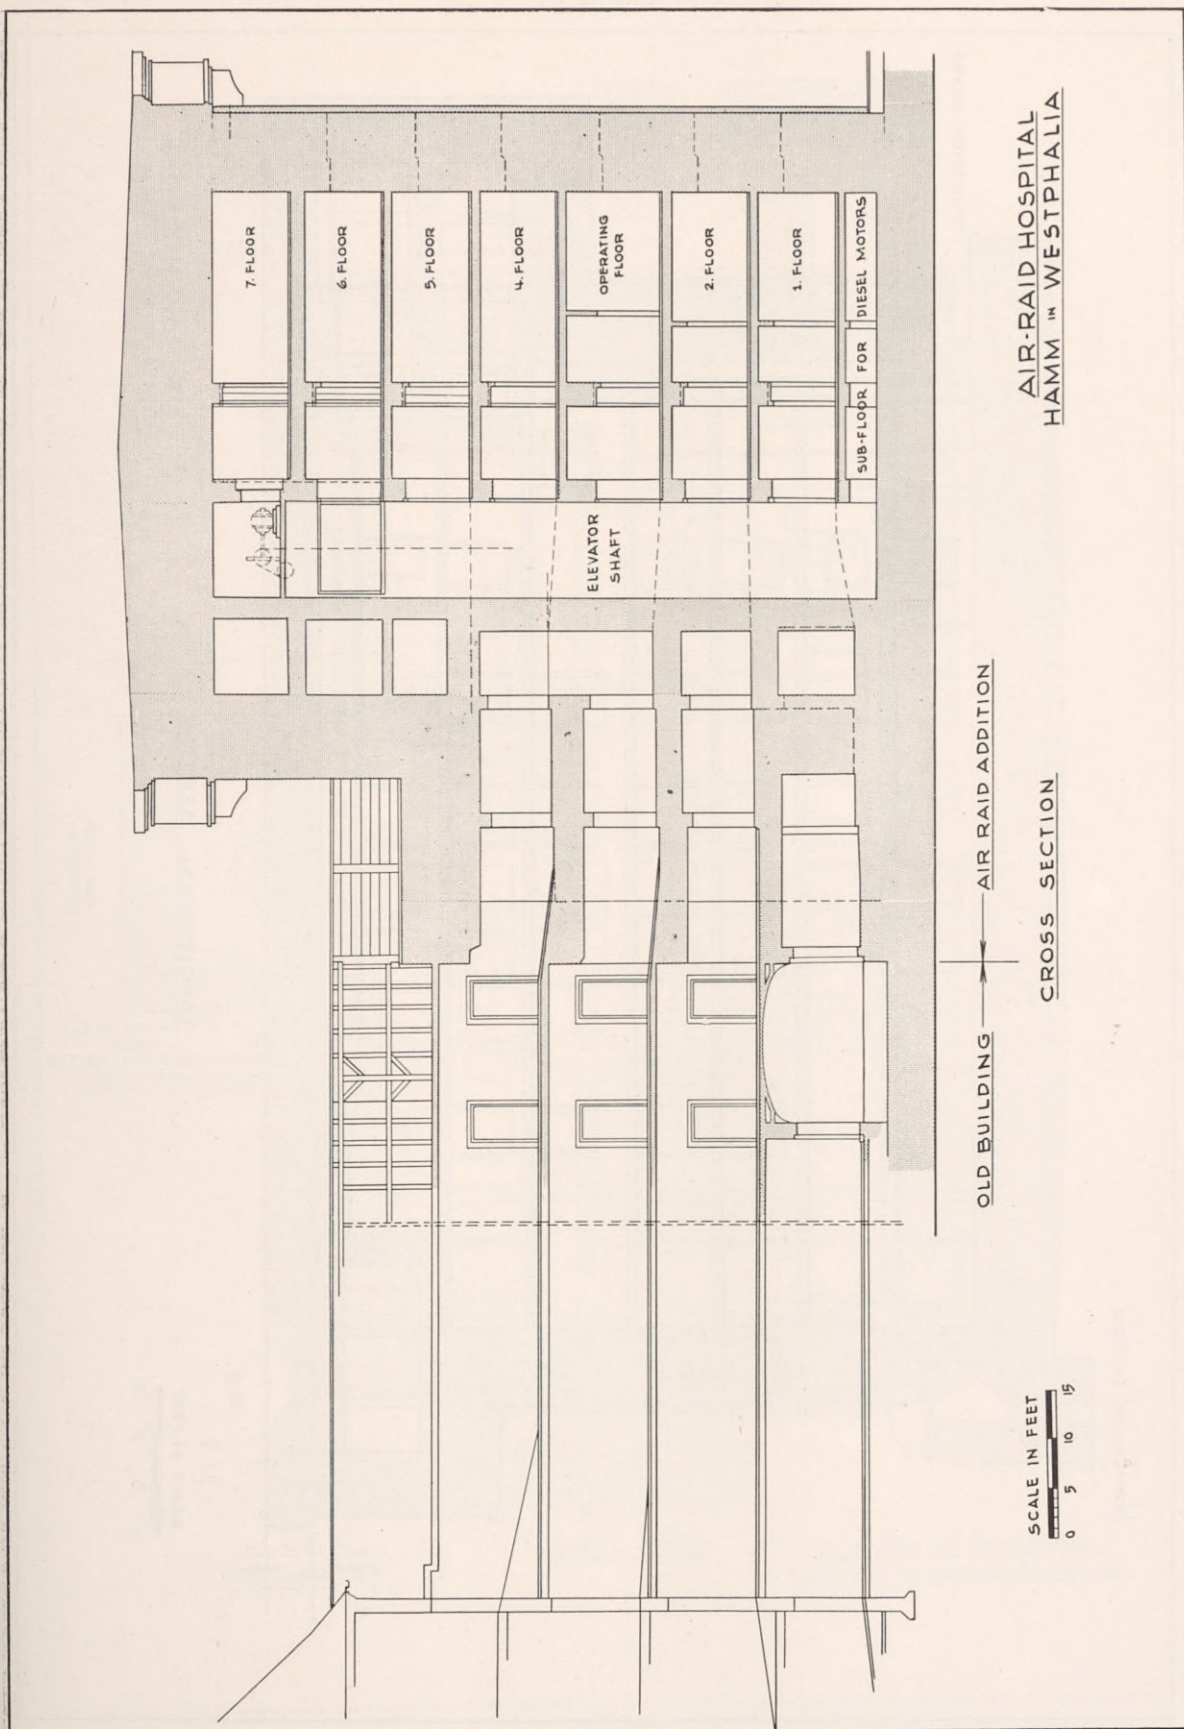 7. FLOOR
6. FLOOR
5. FLOOR
4. FLOOR
OPERATING
FLOOR
2. FLOOR
1. FLOOR
SUB-FLOOR FOR DIESEL MOTORS
ELEVATOR
SHAFT
OLD BUILDING
AIR RAID ADDITION
CROSS SECTION
AIR-RAID HOSPITAL
HAMM IN WESTPHALIA
SCALE IN FEET
0 5 10 15